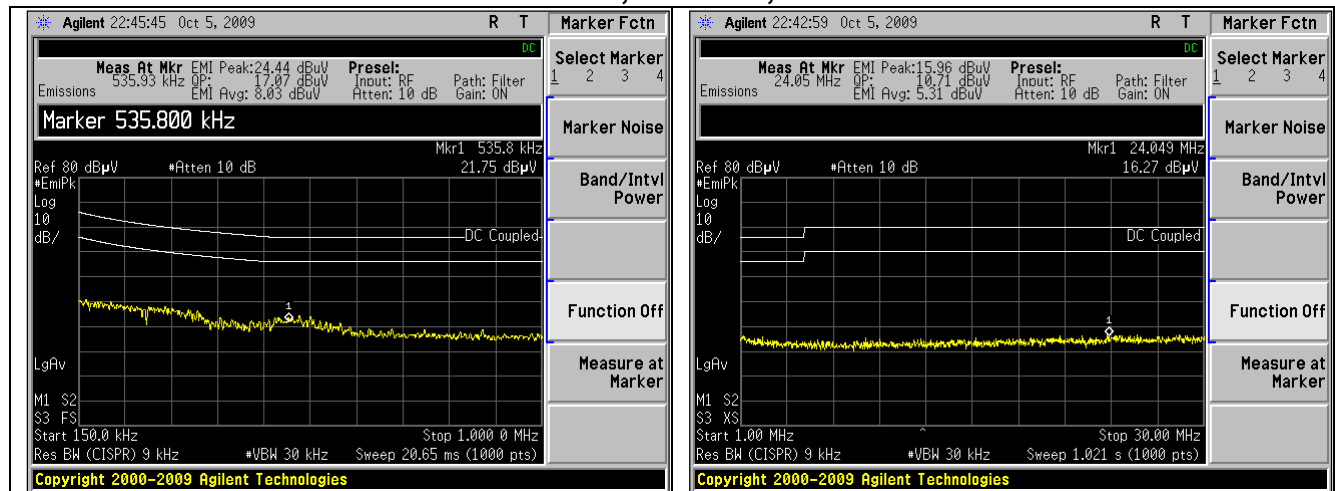 Agilent 22:45:45 Oct 5, 2009 R T
Marker Fctn
DC
Meas At Mkr EMI Peak:24.44 dBuV Presel:
535.93 kHz QP: 17.07 dBuV Input: RF Path: Filter
Emissions EMI Avg: 8.03 dBuV Atten: 10 dB Gain: ON
Marker 535.800 kHz
Mkr1 535.8 kHz
Ref 80 dBµV #Atten 10 dB 21.75 dBµV
#EmiPk
Log
10
dB/
DC Coupled
1
LgAv
M1 S2
S3 FS
Start 150.0 kHz Stop 1.000 0 MHz
Res BW (CISPR) 9 kHz #VBW 30 kHz Sweep 20.65 ms (1000 pts)
Copyright 2000-2009 Agilent Technologies
Select Marker
1 2 3 4
Marker Noise
Band/Intvl
Power
Function Off
Measure at
Marker
Agilent 22:42:59 Oct 5, 2009 R T
Marker Fctn
DC
Meas At Mkr EMI Peak:15.96 dBuV Presel:
24.05 MHz QP: 10.71 dBuV Input: RF Path: Filter
Emissions EMI Avg: 5.31 dBuV Atten: 10 dB Gain: ON
Mkr1 24.049 MHz
Ref 80 dBµV #Atten 10 dB 16.27 dBµV
#EmiPk
Log
10
dB/
DC Coupled
1
LgAv
M1 S2
S3 XS
Start 1.00 MHz ^ Stop 30.00 MHz
Res BW (CISPR) 9 kHz #VBW 30 kHz Sweep 1.021 s (1000 pts)
Copyright 2000-2009 Agilent Technologies
Select Marker
1 2 3 4
Marker Noise
Band/Intvl
Power
Function Off
Measure at
Marker